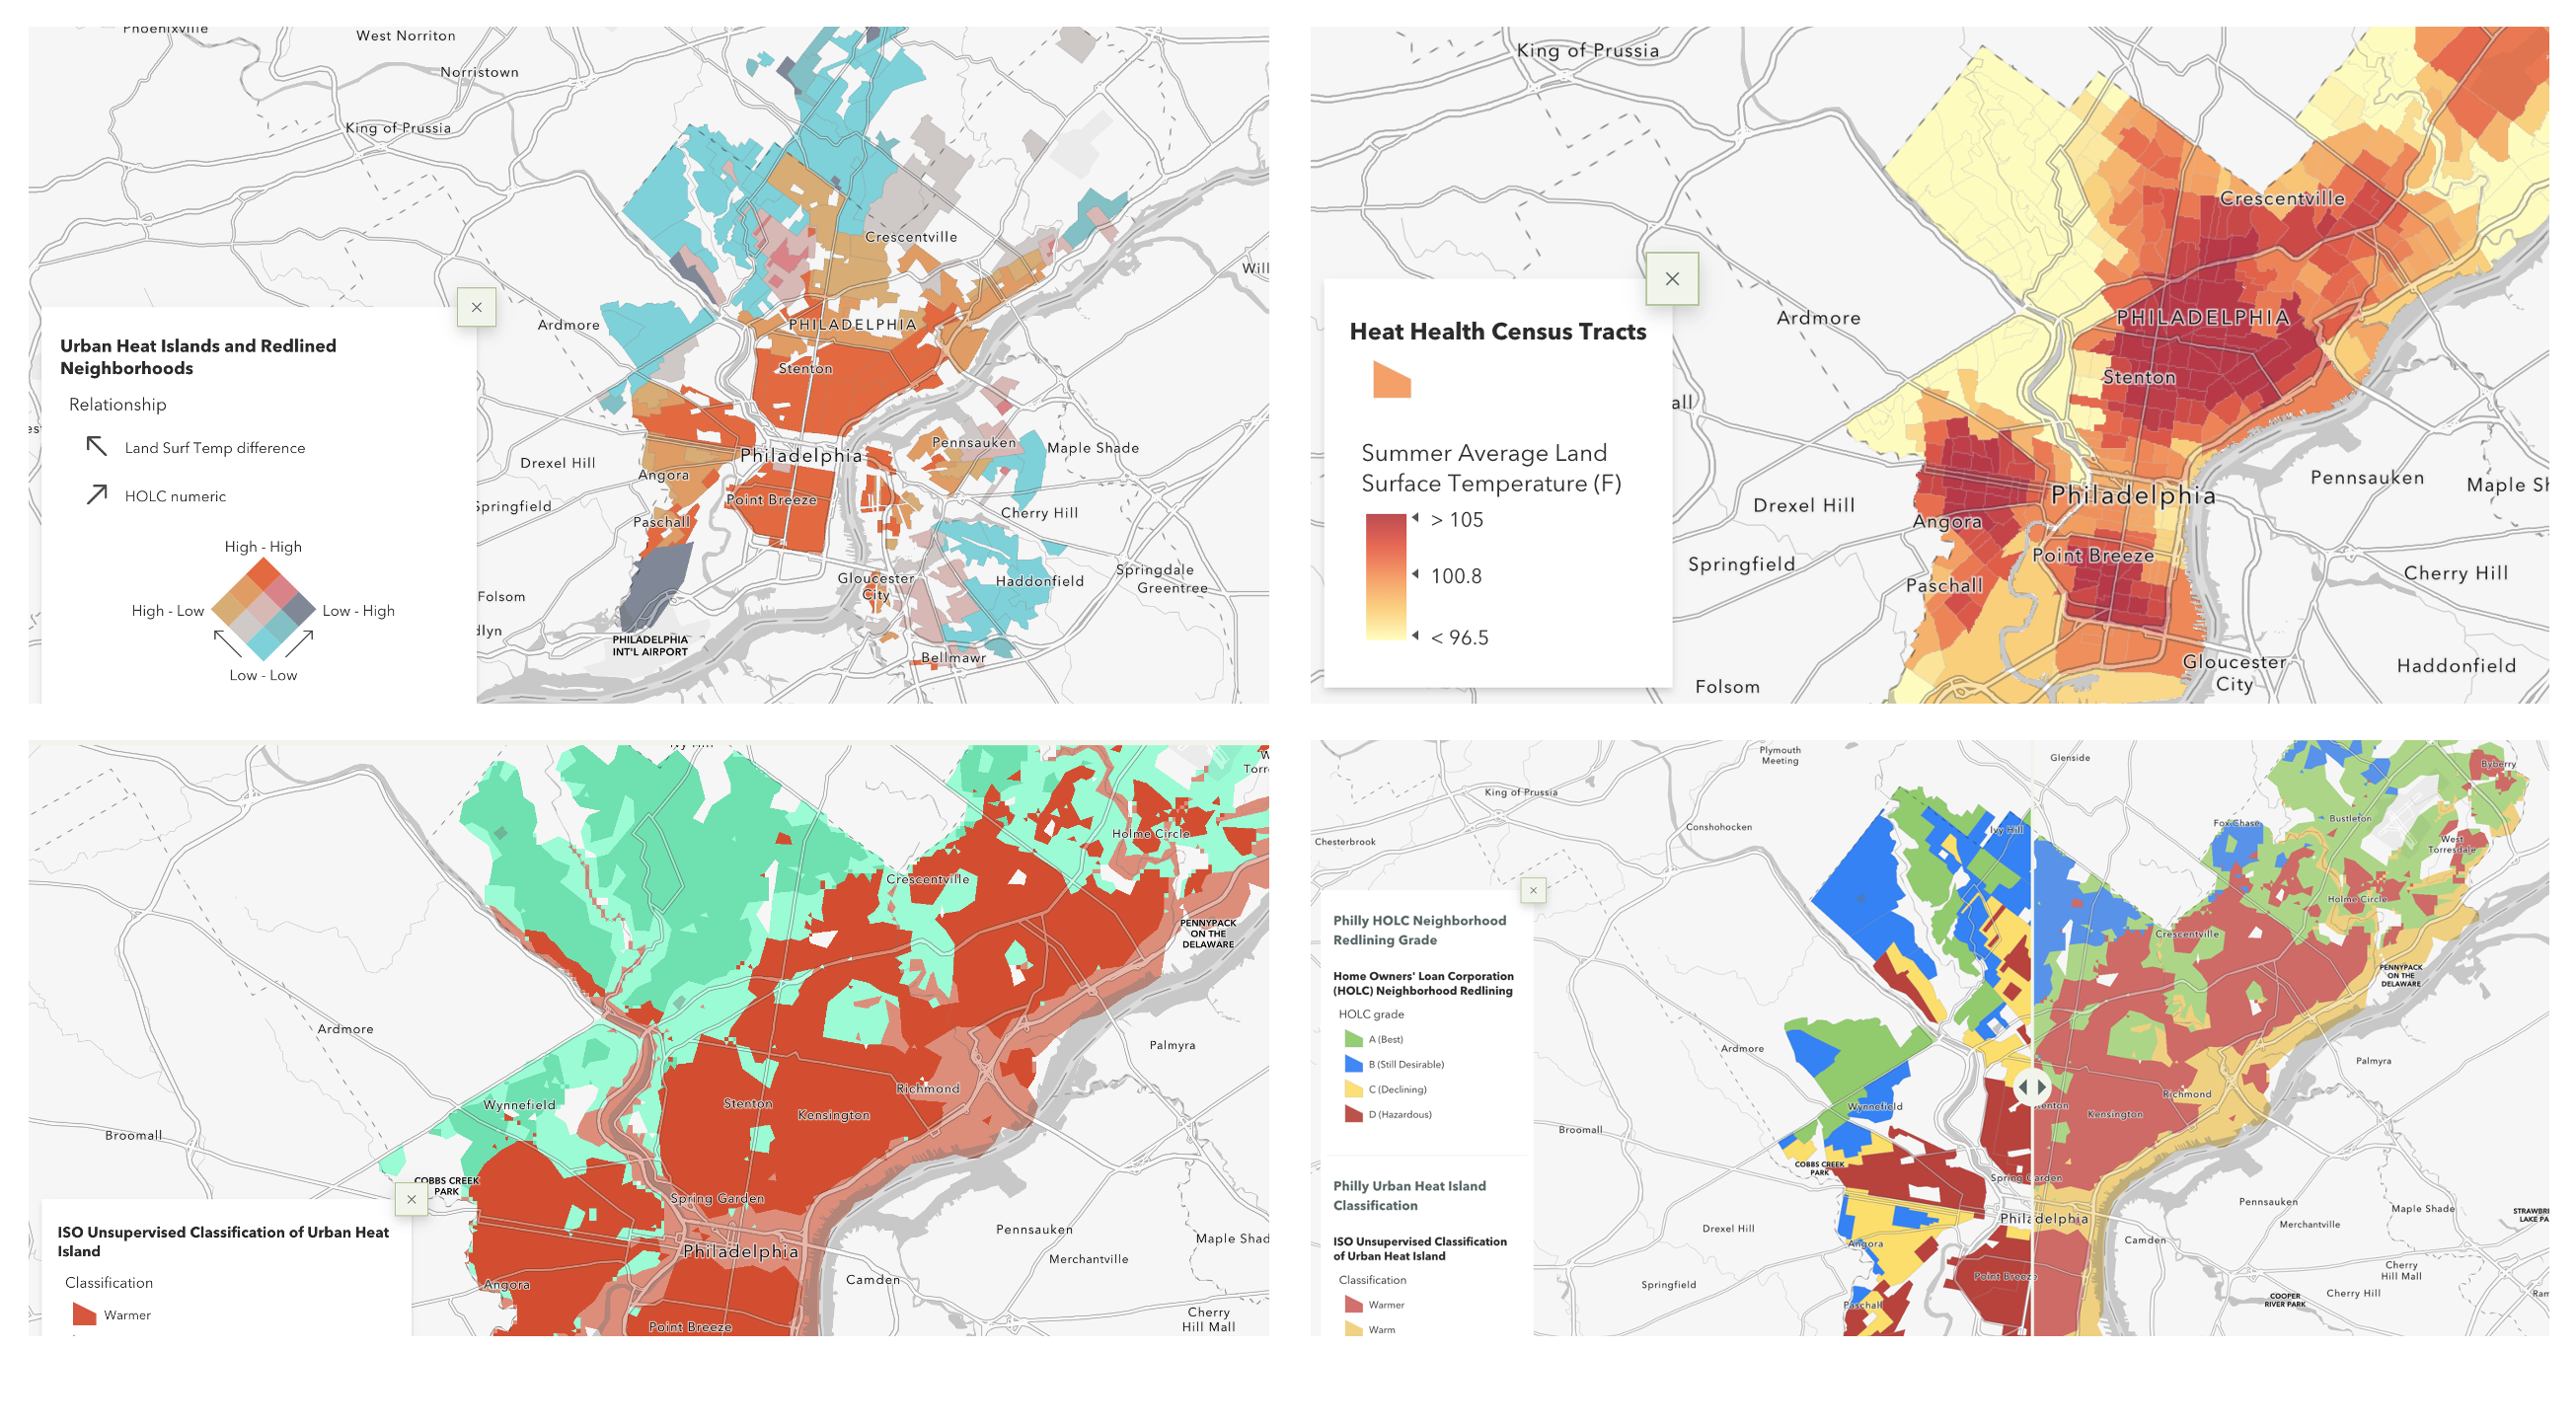 Phoenixville
West Norriton
Norristown
King of Prussia
Crescentville
Will
Ardmore
PHILADELPHIA
Stenton
Pennsauken
Maple Shade
Philadelphia
Drexel Hill
Angora
Point Breeze
Springfield
Cherry Hill
Paschall
Gloucester
City
Haddonfield
Springdale
Greentree
Folsom
dlyn
PHILADELPHIA
INT'L AIRPORT
Bellmawr
×
Urban Heat Islands and Redlined
Neighborhoods
Relationship
Land Surf Temp difference
HOLC numeric
High - High
High - Low
Low - High
Low - Low
King of Prussia
Crescentville
Ardmore
PHILADELPHIA
Stenton
all
Philadelphia
Pennsauken
Maple Sh
Drexel Hill
Angora
Point Breeze
Springfield
Paschall
Cherry Hill
Gloucester
City
Haddonfield
Folsom
×
Heat Health Census Tracts
Summer Average Land
Surface Temperature (F)
> 105
100.8
< 96.5
W
Torre
Holme Circle
Crescentville
PENNYPACK
ON THE
DELAWARE
Ardmore
Palmyra
Wynnefield
Stenton
Richmond
Kensington
Broomall
COBBS CREEK
PARK
Spring Garden
Philadelphia
Pennsauken
Merchantville
Maple Shad
Camden
Angora
Point Breeze
Cherry
Hill Mall
×
ISO Unsupervised Classification of Urban Heat
Island
Classification
Warmer
Plymouth
Meeting
Glenside
King of Prussia
Byberry
Chesterbrook
Conshohocken
Ivy Hill
Fox Chase
Bustleton
West
Torresdale
Holme Circle
Crescentville
PENNYPACK
ON THE
DELAWARE
Ardmore
Palmyra
Wynnefield
enton
Richmond
Kensington
Broomall
COBBS CREEK
PARK
Spring Garden
Philadelphia
Pennsauken
Merchantville
Maple Shade
STRAWBRI
LAKE PA
Drexel Hill
Angora
Camden
Springfield
Point Breeze
Cherry
Hill Mall
Cherry Hill
COOPER
RIVER PARK
Ram
Paschall
×
Philly HOLC Neighborhood
Redlining Grade
Home Owners' Loan Corporation
(HOLC) Neighborhood Redlining
HOLC grade
A (Best)
B (Still Desirable)
C (Declining)
D (Hazardous)
Philly Urban Heat Island
Classification
ISO Unsupervised Classification
of Urban Heat Island
Classification
Warmer
Warm